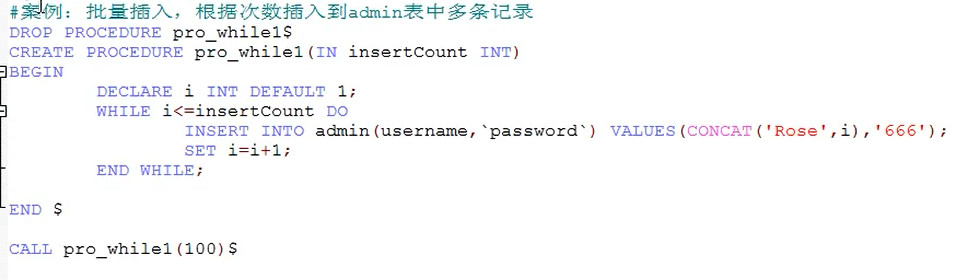 #案例：批量插入，根据次数插入到admin表中多条记录
DROP PROCEDURE pro_while1$
CREATE PROCEDURE pro_while1(IN insertCount INT)
BEGIN
DECLARE i INT DEFAULT 1;
WHILE i<=insertCount DO
INSERT INTO admin(username,`password`) VALUES(CONCAT('Rose',i),'666');
SET i=i+1;
END WHILE;
END $
CALL pro_while1(100)$